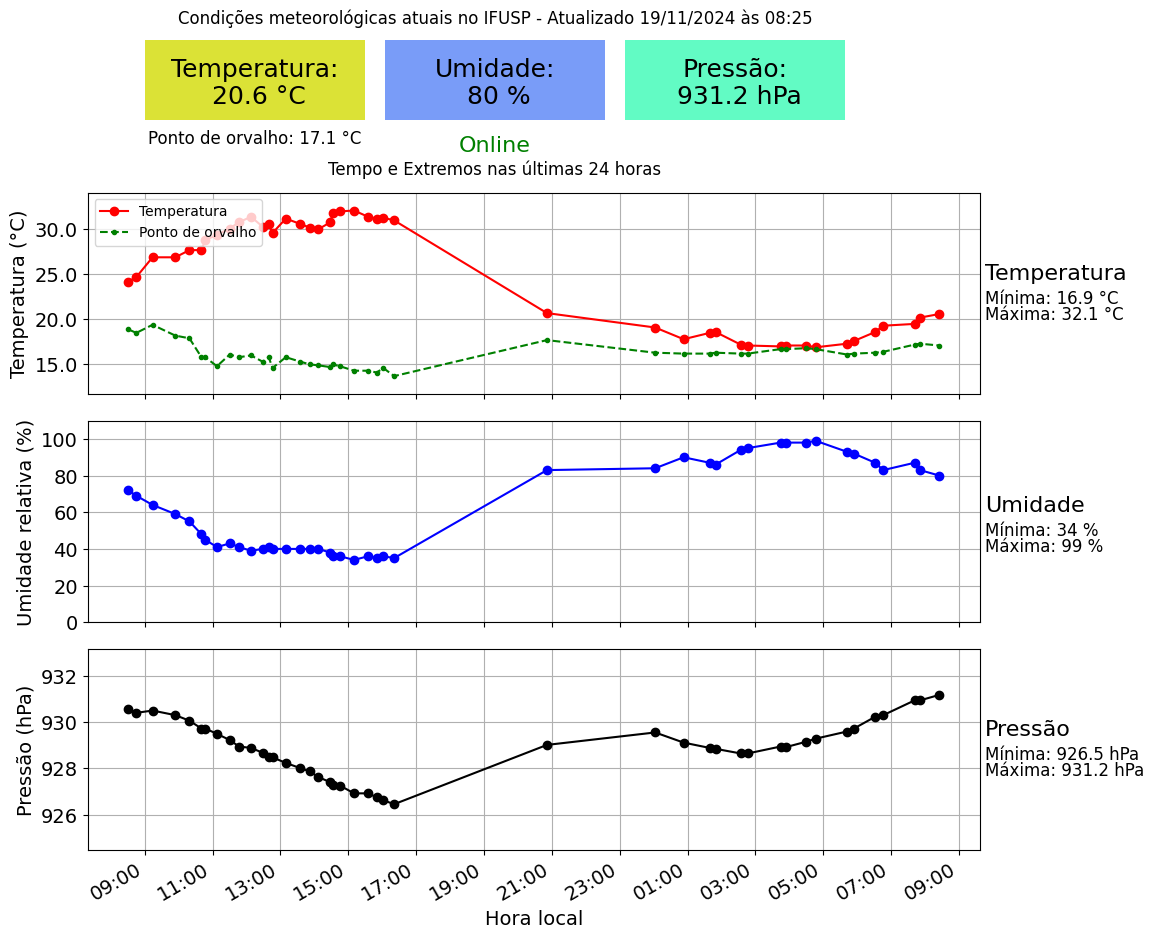 Condições meteorológicas atuais no IFUSP - Atualizado 19/11/2024 às 08:25
Temperatura:
20.6 °C
Umidade:
80 %
Pressão:
931.2 hPa
Ponto de orvalho: 17.1 °C
Online
Tempo e Extremos nas últimas 24 horas
Temperatura (°C)
30.0
25.0
20.0
15.0
Temperatura
Ponto de orvalho
Temperatura
Mínima: 16.9 °C
Máxima: 32.1 °C
Umidade relativa (%)
100
80
60
40
20
0
Umidade
Mínima: 34 %
Máxima: 99 %
Pressão (hPa)
932
930
928
926
Pressão
Mínima: 926.5 hPa
Máxima: 931.2 hPa
09:00 11:00 13:00 15:00 17:00 19:00 21:00 23:00 01:00 03:00 05:00 07:00 09:00
Hora local